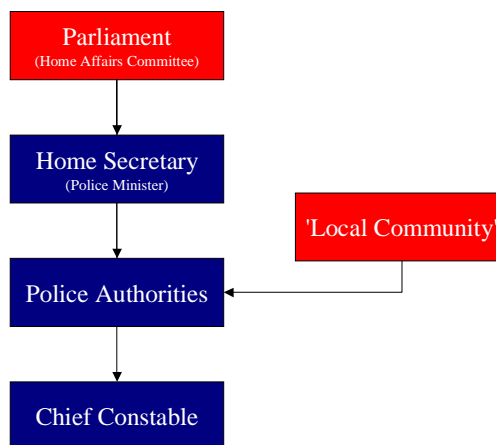 Parliament
(Home Affairs Committee)
Home Secretary
(Police Minister)
'Local Community'
Police Authorities
Chief Constable